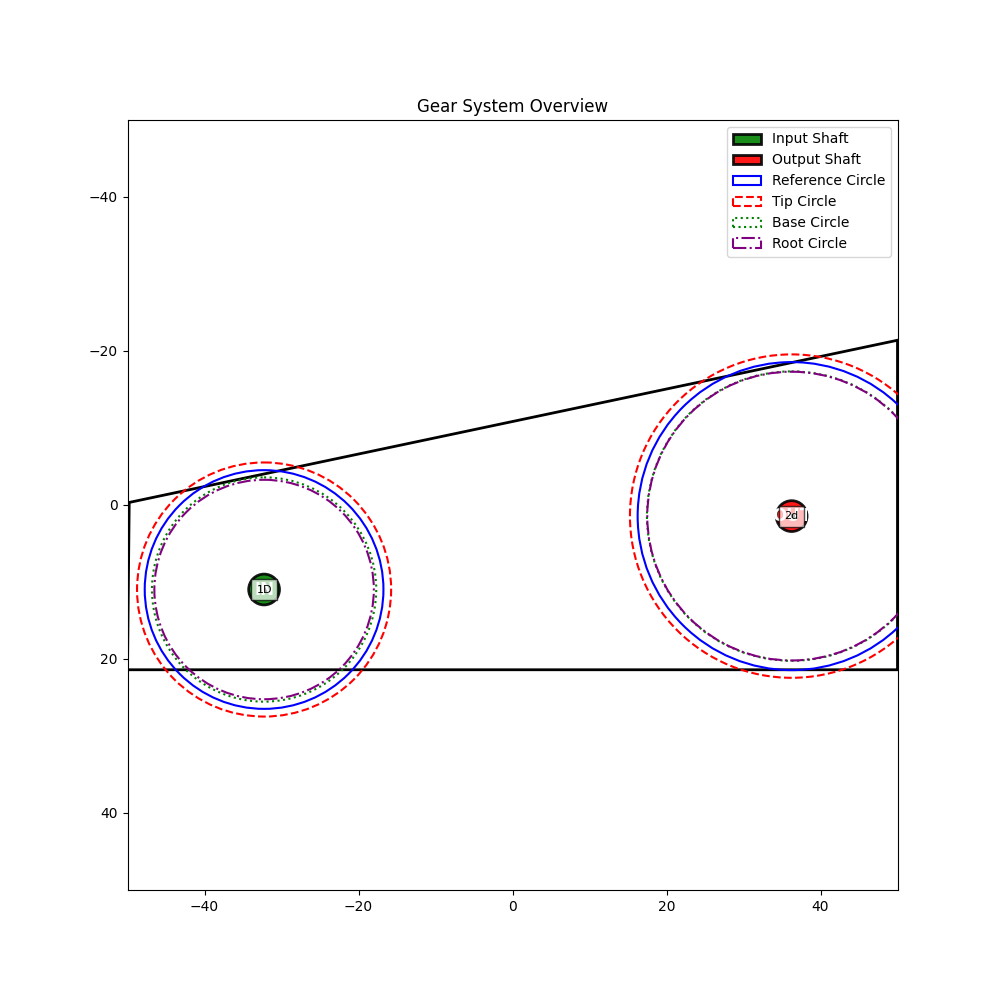 Gear System Overview
Input Shaft
Output Shaft
Reference Circle
Tip Circle
Base Circle
Root Circle
−40
−20
0
20
40
1D
2d
−40
−20
0
20
40